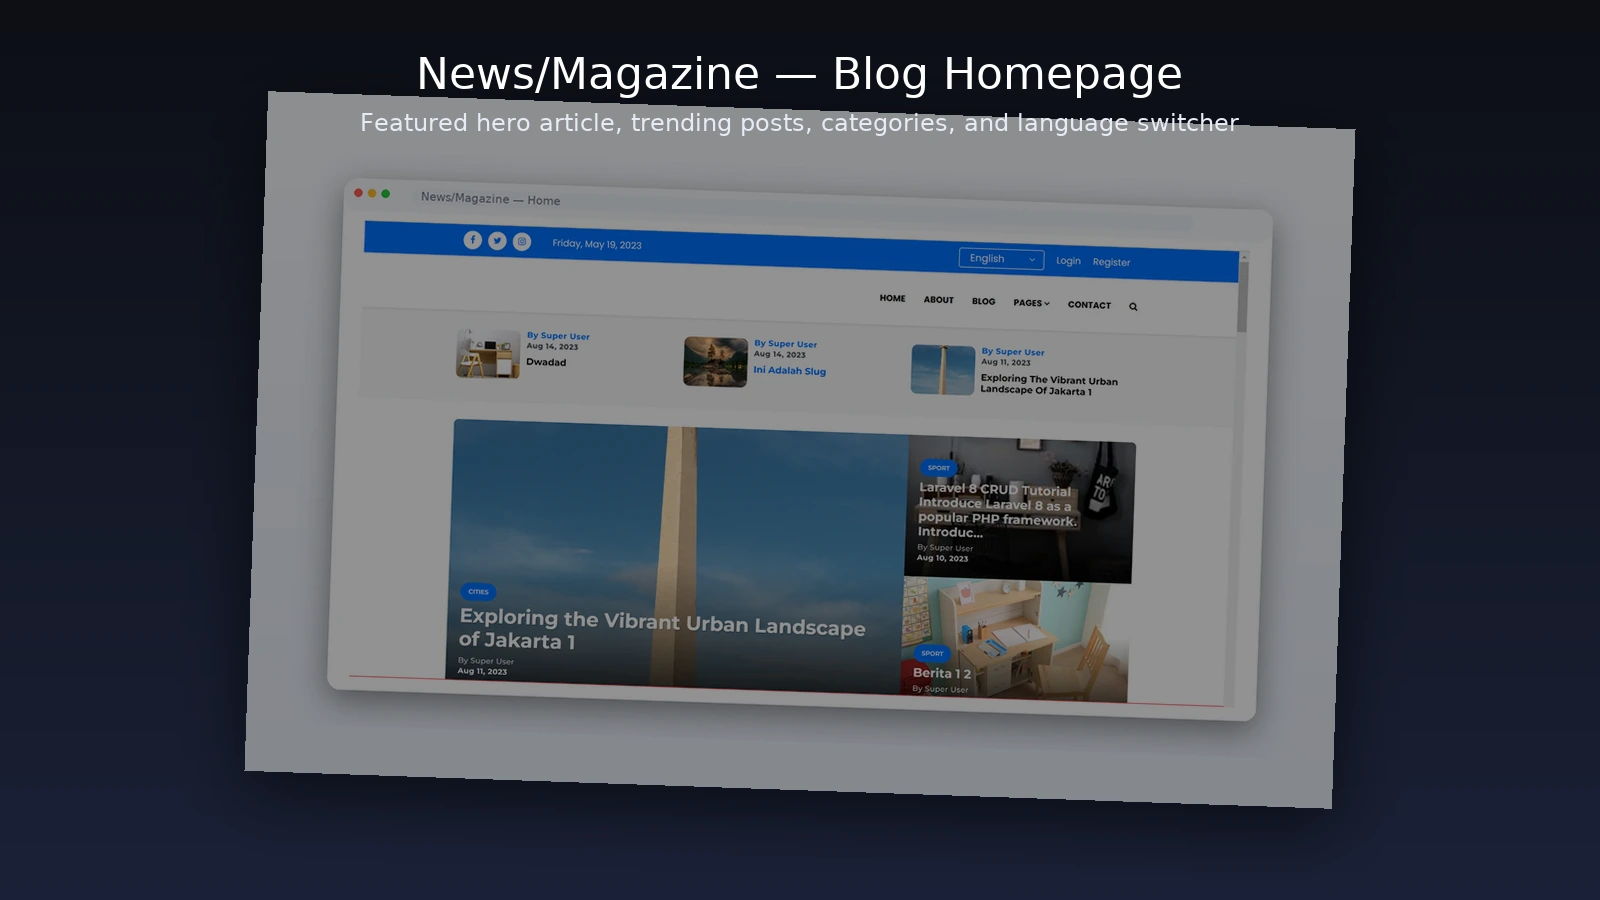 News/Magazine — Blog Homepage
Featured hero article, trending posts, categories, and language switcher
News/Magazine — Home
Friday, May 19, 2023
English
Login
Register
HOME
ABOUT
BLOG
PAGES
CONTACT
By Super User
Aug 14, 2023
Dwadad
By Super User
Aug 14, 2023
Ini Adalah Slug
By Super User
Aug 11, 2023
Exploring The Vibrant Urban
Landscape Of Jakarta 1
CITIES
Exploring the Vibrant Urban Landscape
of Jakarta 1
By Super User
Aug 11, 2023
SPORT
Laravel 8 CRUD Tutorial
Introduce Laravel 8 as a
popular PHP framework.
Introduc...
By Super User
Aug 10, 2023
SPORT
Berita 1 2
By Super User